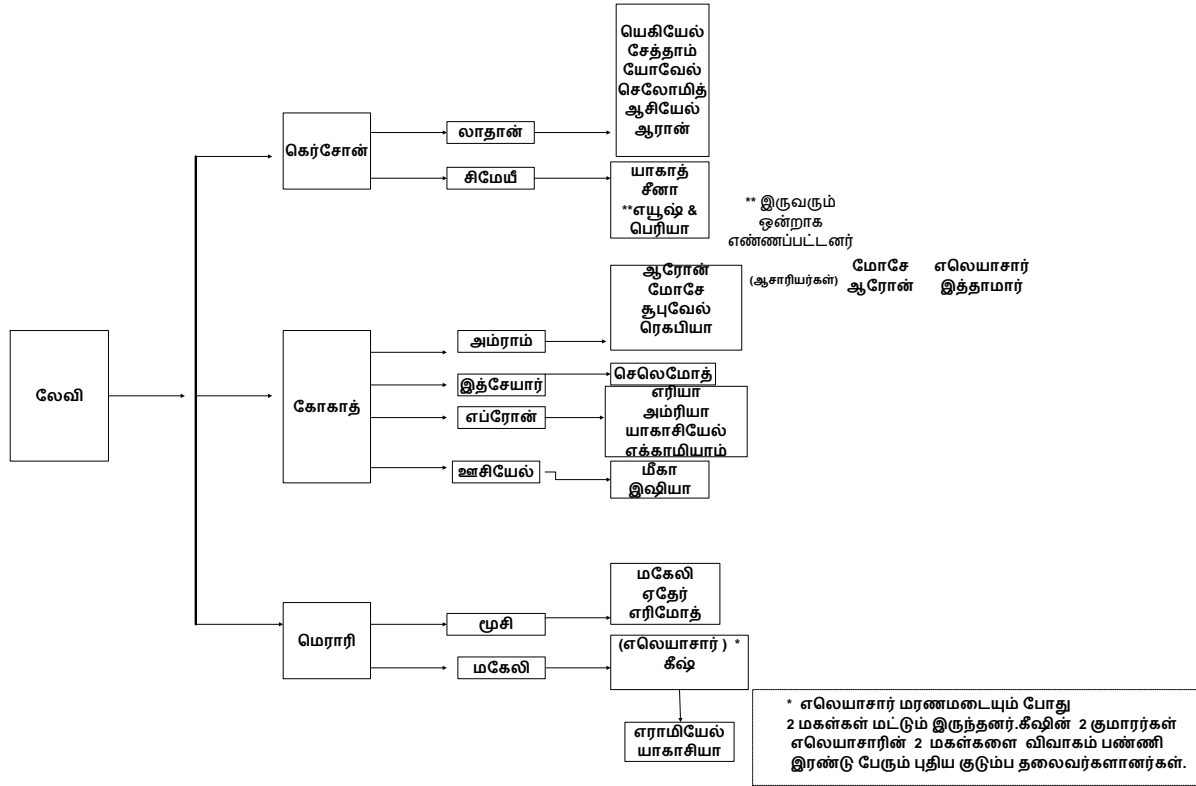 லேவி
கெர்சோன்
லாதான்
யெகியேல்
சேத்தாம்
யோவேல்
செலோமித்
ஆசியேல்
ஆரான்
சிமேயீ
யாகாத்
சீனா
**எயூஷ் &
பெரியா
** இருவரும்
ஒன்றாக
எண்ணப்பட்டனர்
கோகாத்
அம்ராம்
ஆரோன்
மோசே
சூபுவேல்
ரெகபியா
(ஆசாரியர்கள்)
மோசே எலெயாசார்
ஆரோன் இத்தாமார்
இத்சேயார்
செலெமோத்
எப்ரோன்
எரியா
அம்ரியா
யாகாசியேல்
எக்காமியாம்
ஊசியேல்
மீகா
இஷியா
மெராரி
மூசி
மகேலி
ஏதேர்
எரிமோத்
மகேலி
(எலெயாசார் ) *
கீஷ்
எராமியேல்
யாகாசியா
* எலெயாசார் மரணமடையும் போது
2 மகள்கள் மட்டும் இருந்தனர்.கீஷின் 2 குமாரர்கள்
எலெயாசாரின் 2 மகள்களை விவாகம் பண்ணி
இரண்டு பேரும் புதிய குடும்ப தலைவர்களானர்கள்.